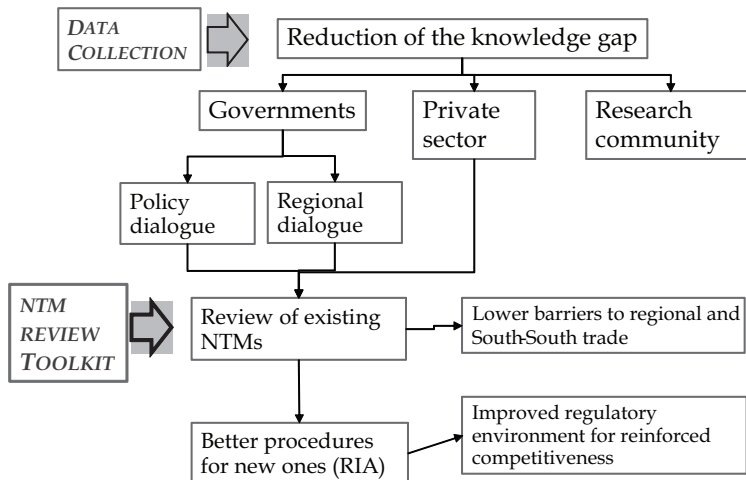 DATA
COLLECTION
Reduction of the knowledge gap
Governments
Private
sector
Research
community
Policy
dialogue
Regional
dialogue
NTM
REVIEW
TOOLKIT
Review of existing
NTMs
Lower barriers to regional and
South-South trade
Better procedures
for new ones (RIA)
Improved regulatory
environment for reinforced
competitiveness